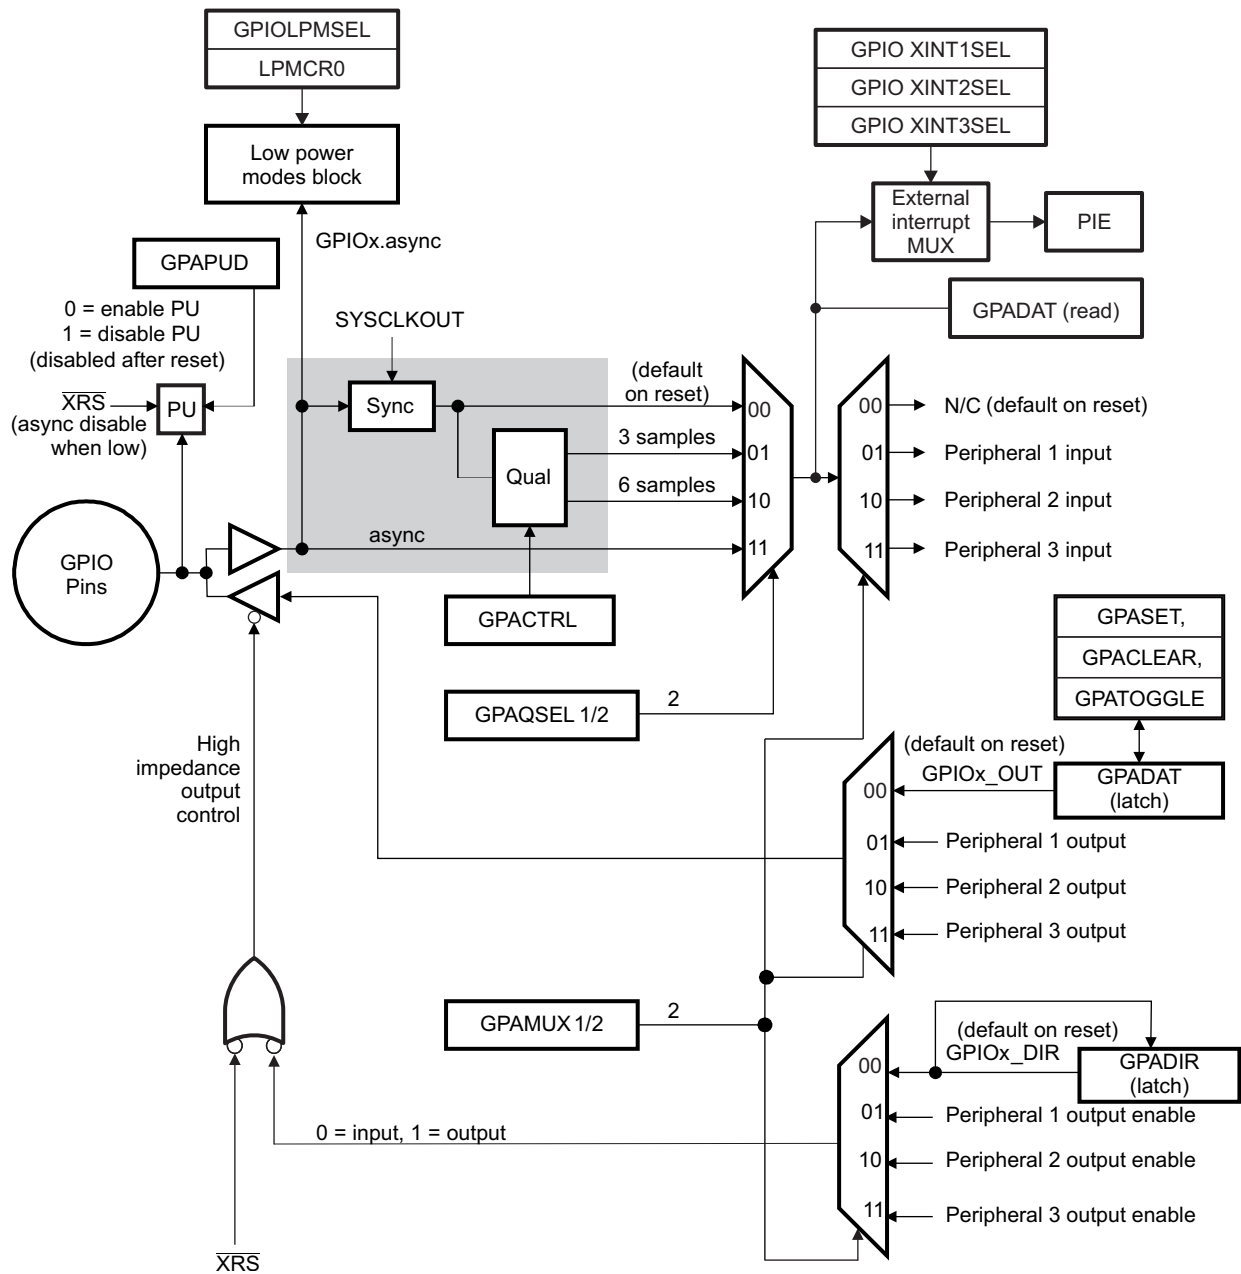 GPIOLPMSEL
LPMCR0
Low power
modes block
GPIOx.async
GPAPUD
0 = enable PU
1 = disable PU
(disabled after reset)
XRS
(async disable
when low)
PU
SYSCLKOUT
Sync
Qual
(default
on reset)
3 samples
6 samples
async
00
01
10
11
GPIO XINT1SEL
GPIO XINT2SEL
GPIO XINT3SEL
External
interrupt
MUX
PIE
GPADAT (read)
00
01
10
11
N/C (default on reset)
Peripheral 1 input
Peripheral 2 input
Peripheral 3 input
GPIO
Pins
GPACTRL
GPAQSEL 1/2
2
GPASET,
GPACLEAR,
GPATOGGLE
High
impedance
output
control
(default on reset)
GPIOx_OUT
GPADAT
(latch)
00
01
10
11
Peripheral 1 output
Peripheral 2 output
Peripheral 3 output
GPAMUX 1/2
2
(default on reset)
GPIOx_DIR
GPADIR
(latch)
00
01
10
11
Peripheral 1 output enable
Peripheral 2 output enable
Peripheral 3 output enable
0 = input, 1 = output
XRS